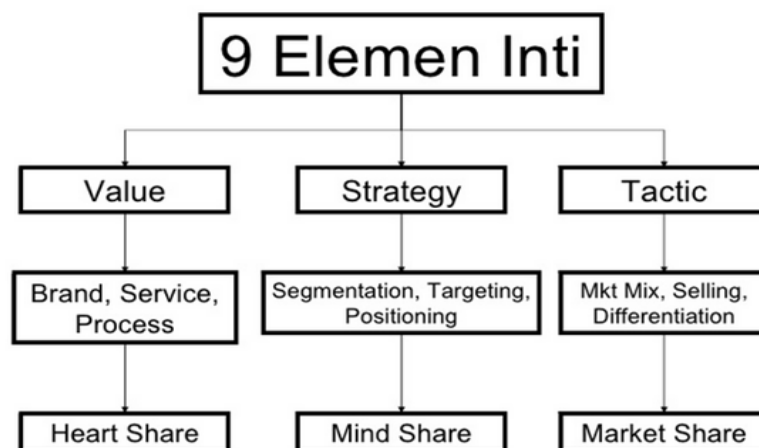 9 Elemen Inti
Value
Strategy
Tactic
Brand, Service,
Process
Segmentation, Targeting,
Positioning
Mkt Mix, Selling,
Differentiation
Heart Share
Mind Share
Market Share